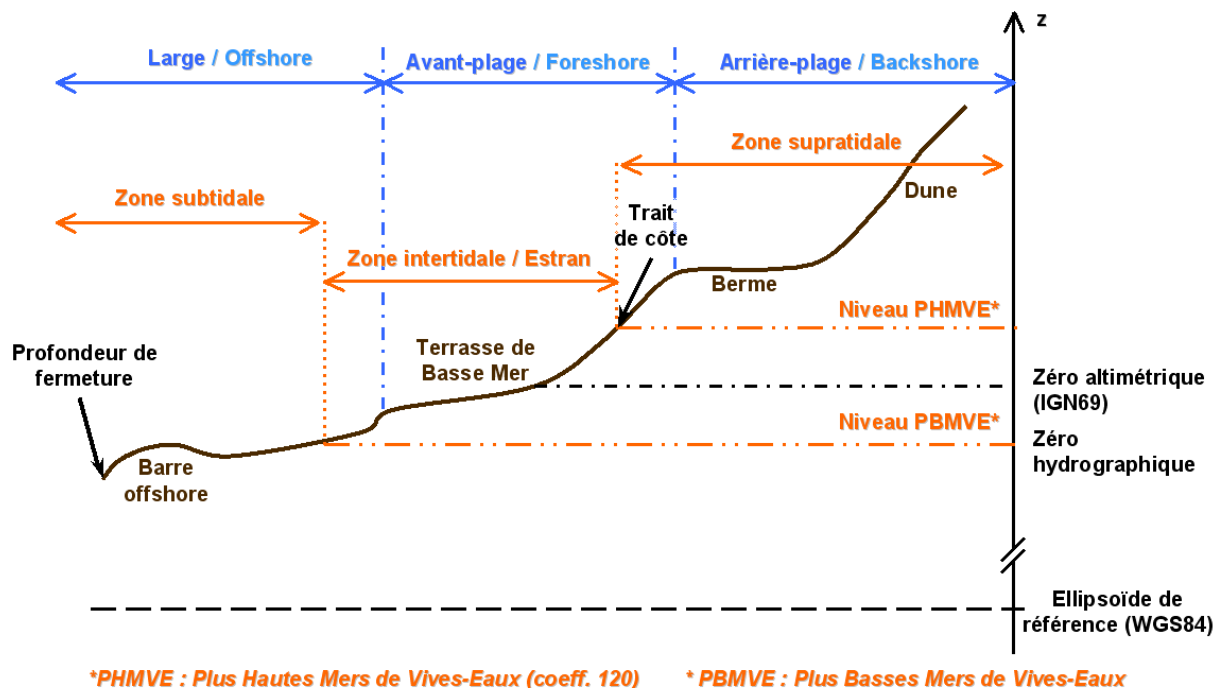 z
Large / Offshore
Avant-plage / Foreshore
Arrière-plage / Backshore
Zone supratidale
Zone subtidale
Dune
Trait
de côte
Zone intertidale / Estran
Berme
Niveau PHMVE*
Profondeur de
fermeture
Terrasse de
Basse Mer
Zéro altimétrique
(IGN69)
Niveau PBMVE*
Zéro
hydrographique
Barre
offshore
Ellipsoïde de
référence (WGS84)
*PHMVE : Plus Hautes Mers de Vives-Eaux (coeff. 120)
* PBMVE : Plus Basses Mers de Vives-Eaux